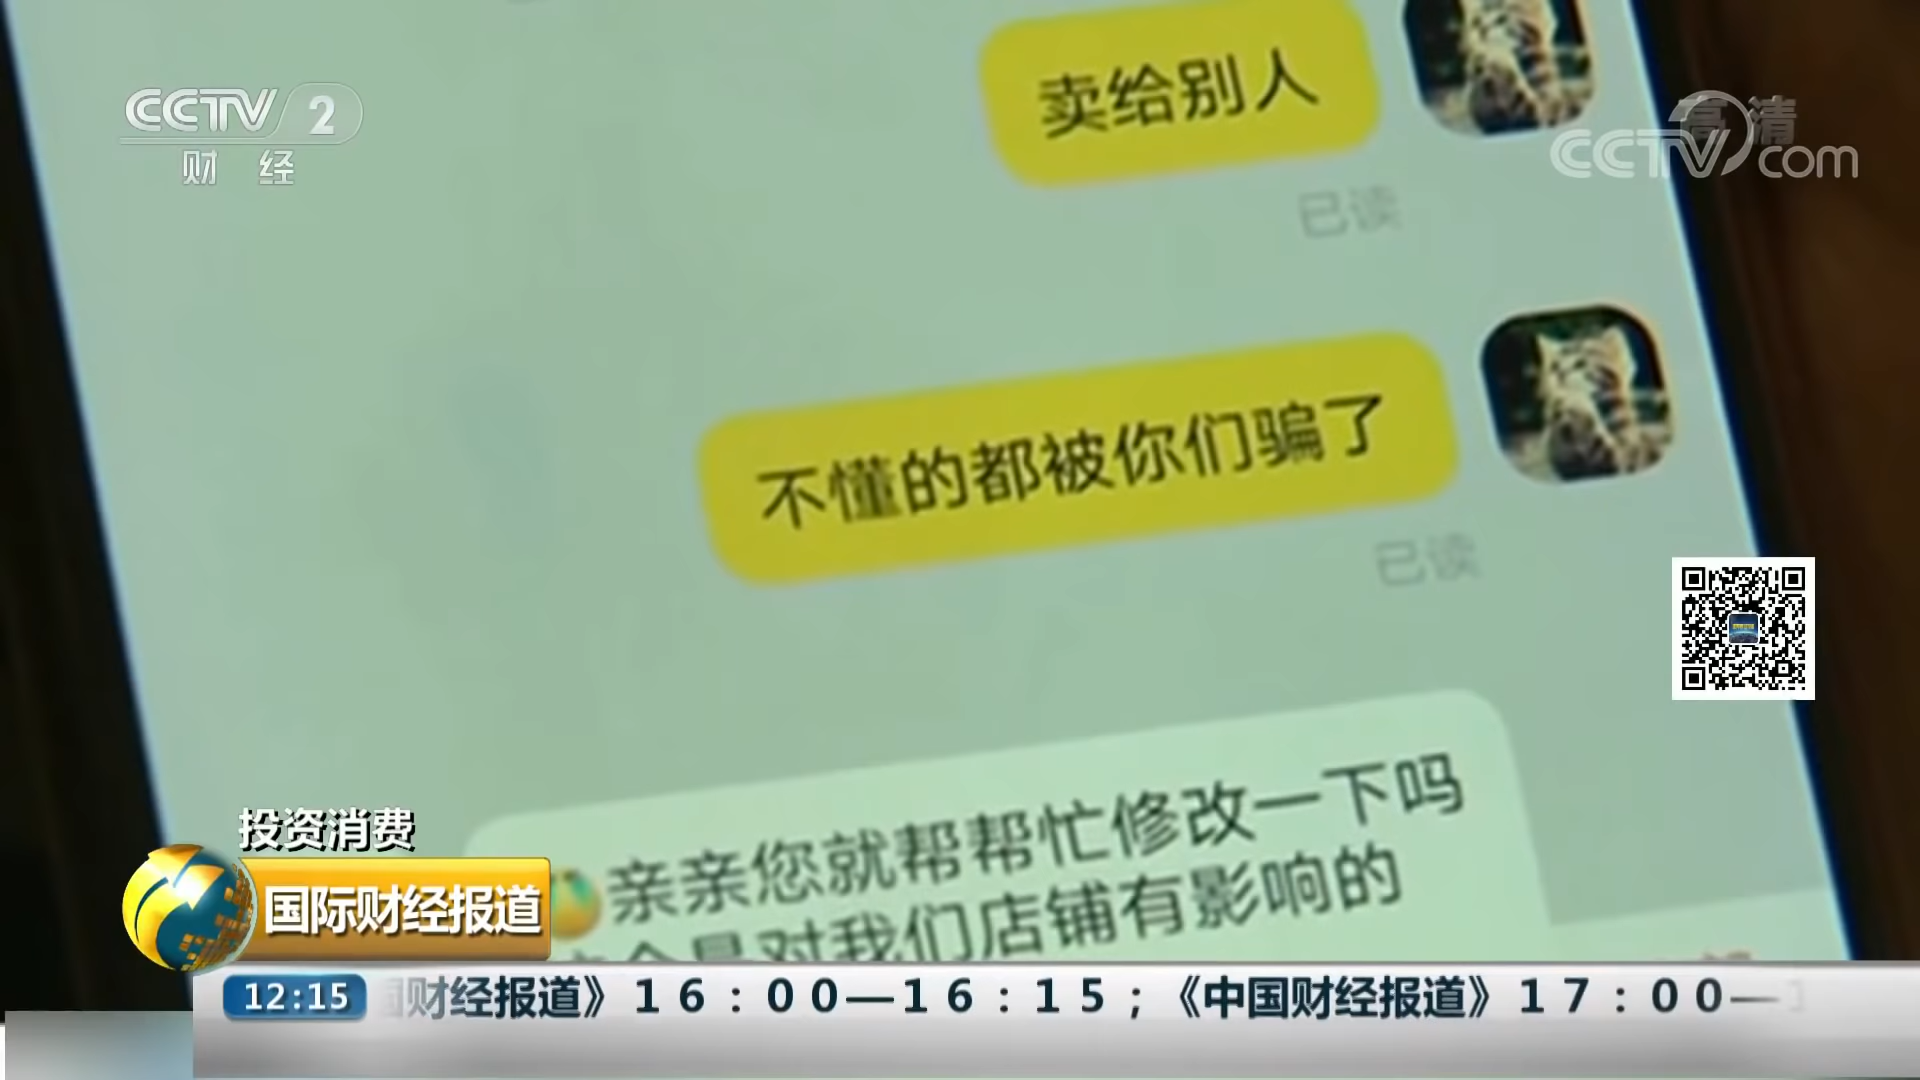 卖给别人
CCTV 2
财 经
高清
CCTV com
已读
不懂的都被你们骗了
已读
亲亲您就帮帮忙修改一下吗
对我们店铺有影响的
投资消费
国际财经报道
12:15
财经报道》16:00—16:15;《中国财经报道》17:00—